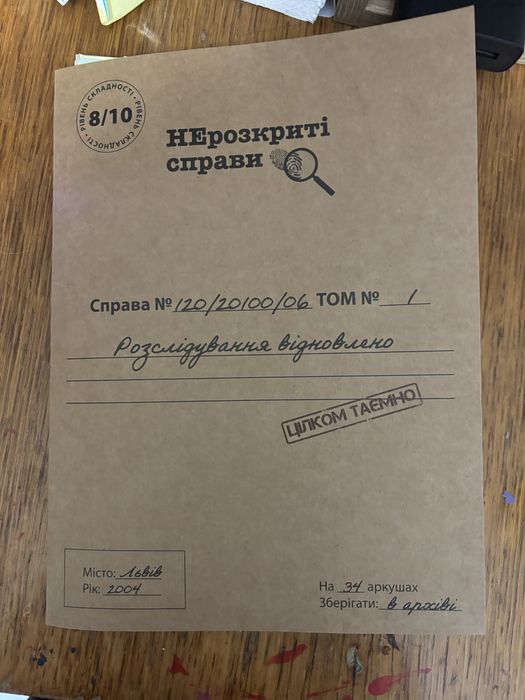 РІВЕНЬ СКЛАДНОСТІ • РІВЕНЬ СКЛАДНОСТІ •
8/10
НЕрозкриті
справи
Справа № 120/20100/06 ТОМ № 1
Розслідування відновлено
ЦІЛКОМ ТАЄМНО
Місто: Львів
Рік: 2004
На 34 аркушах
Зберігати: в архіві